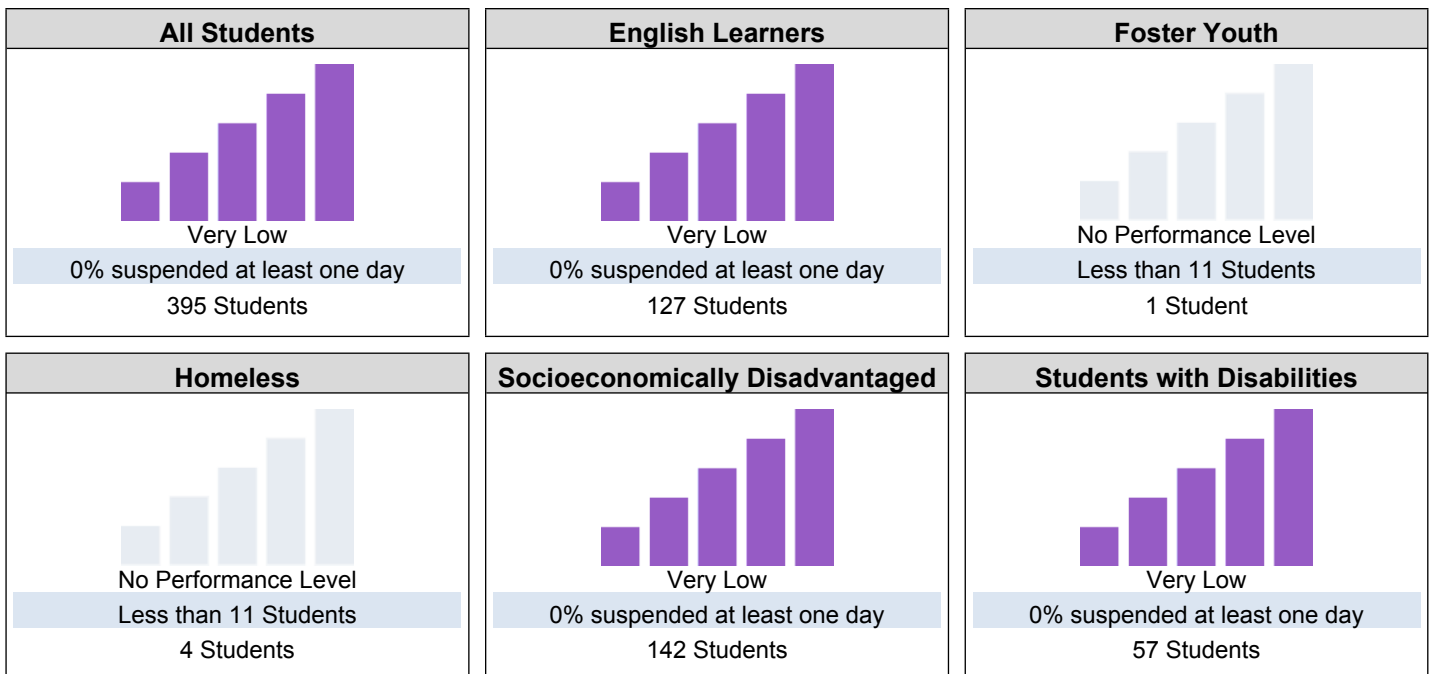 All Students
Very Low
0% suspended at least one day
395 Students
English Learners
Very Low
0% suspended at least one day
127 Students
Foster Youth
No Performance Level
Less than 11 Students
1 Student
Homeless
No Performance Level
Less than 11 Students
4 Students
Socioeconomically Disadvantaged
Very Low
0% suspended at least one day
142 Students
Students with Disabilities
Very Low
0% suspended at least one day
57 Students